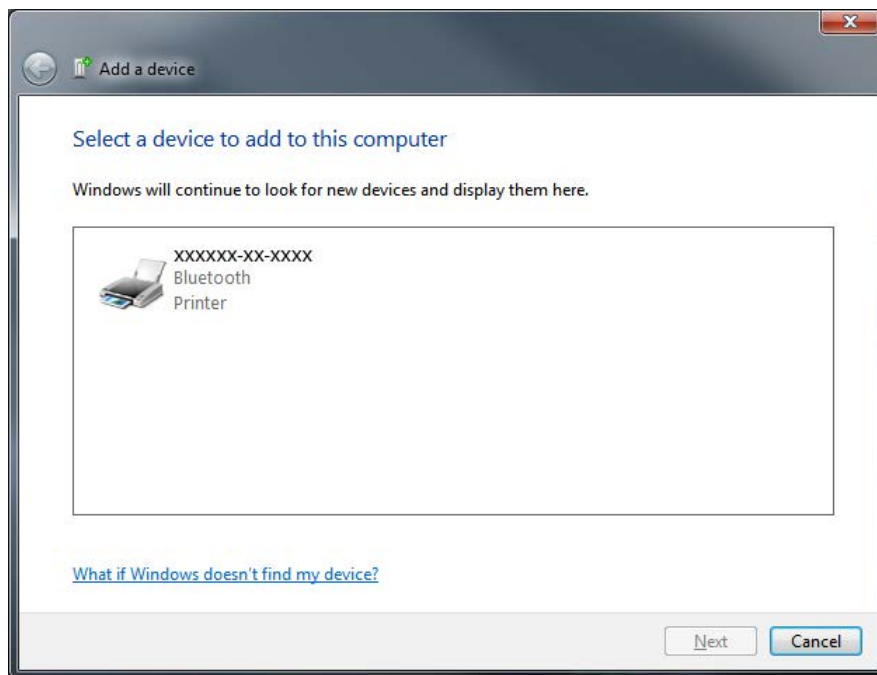 Add a device
Select a device to add to this computer
Windows will continue to look for new devices and display them here.
XXXXXX-XX-XXXX
Bluetooth
Printer
What if Windows doesn't find my device?
Next
Cancel